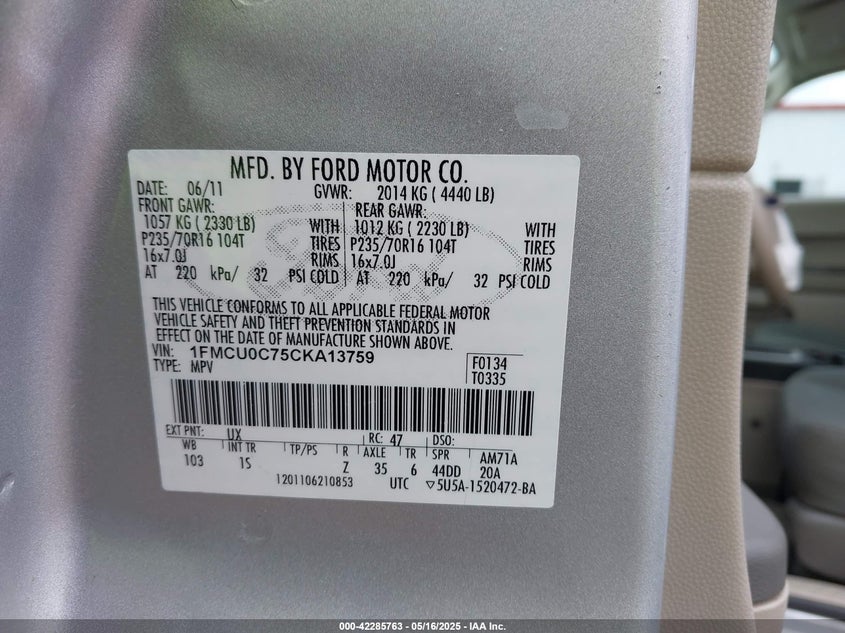 MFD. BY FORD MOTOR CO.
DATE: 06/11 GVWR: 2014 KG ( 4440 LB)
FRONT GAWR: REAR GAWR:
1057 KG ( 2330 LB) WITH 1012 KG ( 2230 LB) WITH
P235/70R16 104T TIRES P235/70R16 104T TIRES
16x7.0J RIMS 16x7.0J RIMS
AT 220 kPa/ 32 PSI COLD AT 220 kPa/ 32 PSI COLD
THIS VEHICLE CONFORMS TO ALL APPLICABLE FEDERAL MOTOR
VEHICLE SAFETY AND THEFT PREVENTION STANDARDS IN
EFFECT ON THE DATE OF MANUFACTURE SHOWN ABOVE.
VIN: 1FMCU0C75CKA13759 F0134
TYPE: MPV T0335
EXT PNT: UX RC: 47 DSO:
WB INT TR TP/PS R AXLE TR SPR AM71A
103 1S Z 35 6 44DD 20A
1201106210853 UTC ▽5U5A-1520472-BA
000-42285763 - 05/16/2025 - IAA Inc.